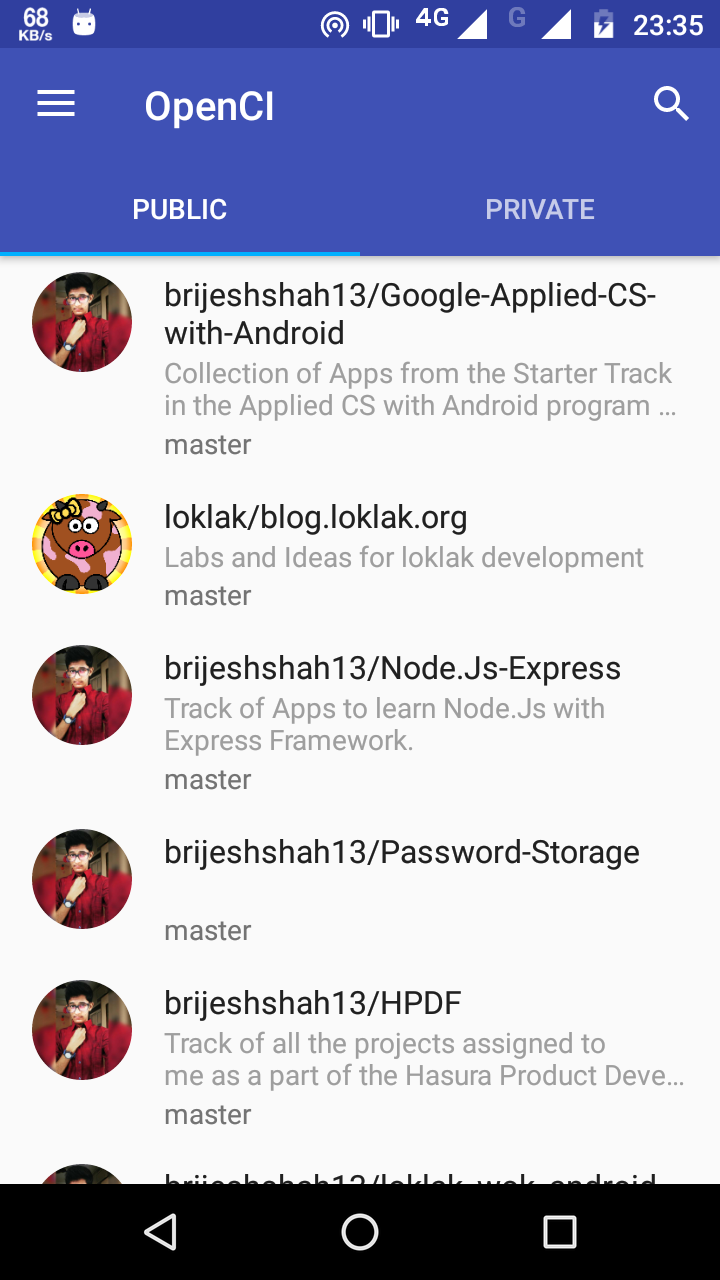 68
KB/s
4G
G
23:35
OpenCI
PUBLIC
PRIVATE
brijeshshah13/Google-Applied-CS-
with-Android
Collection of Apps from the Starter Track
in the Applied CS with Android program ...
master
loklak/blog.loklak.org
Labs and Ideas for loklak development
master
brijeshshah13/Node.Js-Express
Track of Apps to learn Node.Js with
Express Framework.
master
brijeshshah13/Password-Storage
master
brijeshshah13/HPDF
Track of all the projects assigned to
me as a part of the Hasura Product Deve...
master
brijeshshah13/loklak_wok_android